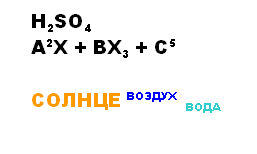 H₂SO₄
A²X + BX₃ + C⁵
СОЛНЦЕ ВОЗДУХ ВОДА